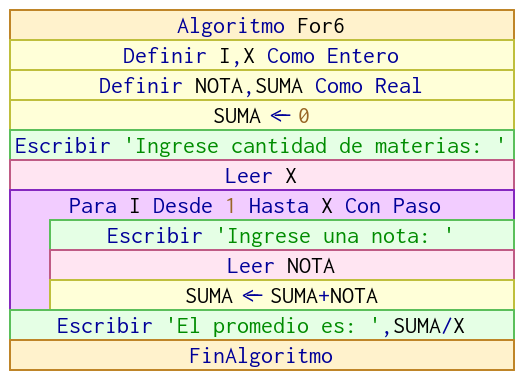 Algoritmo For6
Definir I,X Como Entero
Definir NOTA,SUMA Como Real
SUMA ← 0
Escribir 'Ingrese cantidad de materias: '
Leer X
Para I Desde 1 Hasta X Con Paso
Escribir 'Ingrese una nota: '
Leer NOTA
SUMA ← SUMA+NOTA
Escribir 'El promedio es: ',SUMA/X
FinAlgoritmo